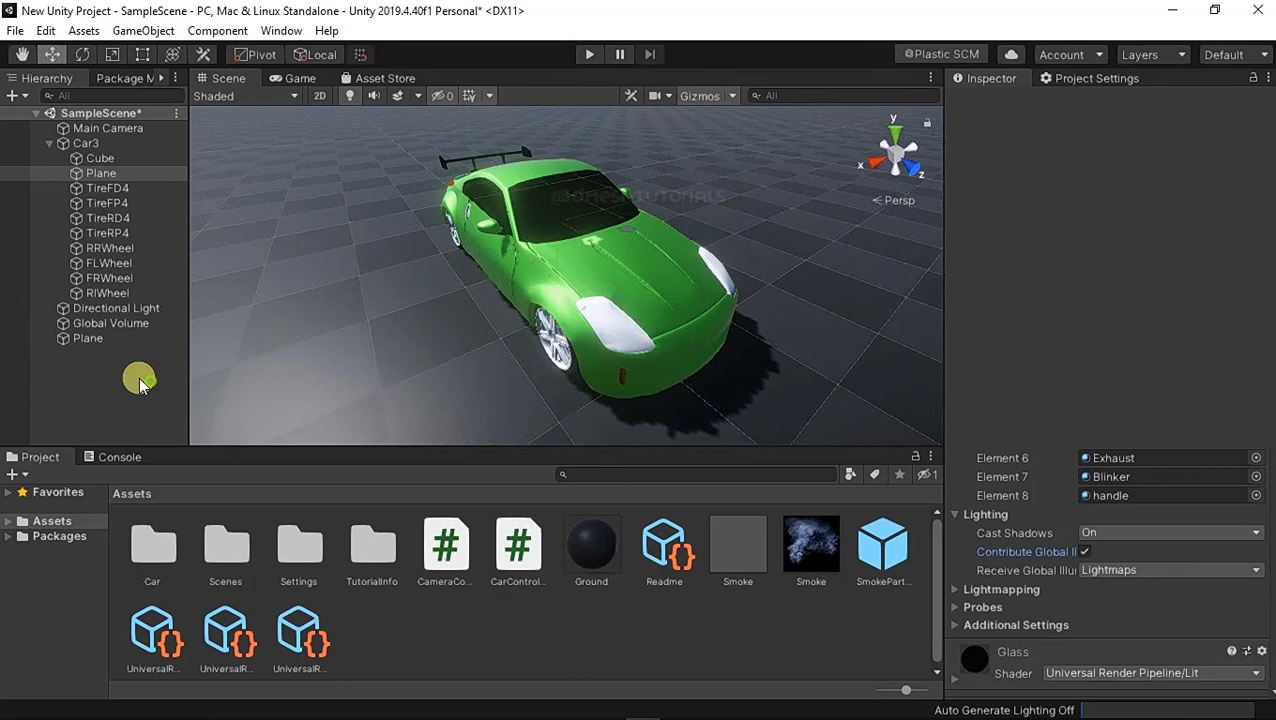 New Unity Project - SampleScene - PC, Mac & Linux Standalone - Unity 2019.4.40f1 Personal* <DX11>
File Edit Assets GameObject Component Window Help
Pivot Local Plastic SCM Account Layers Default
Hierarchy Package M Scene Game Asset Store Inspector Project Settings
All Shaded 2D 0 Gizmos All
SampleScene*
Main Camera
Car3
Cube
Plane
TireFD4
TireFP4
TireRD4
TireRP4
RRWheel
FLWheel
FRWheel
RlWheel
Directional Light
Global Volume
Plane
y
x
z
< Persp
Project Console
1
Favorites
Assets
Packages
Assets
Car Scenes Settings TutorialInfo CameraCo... CarControl... Ground Readme Smoke Smoke SmokePart...
UniversalR... UniversalR... UniversalR...
Element 6 Exhaust
Element 7 Blinker
Element 8 handle
Lighting
Cast Shadows On
Contribute Global Il
Receive Global Illu Lightmaps
Lightmapping
Probes
Additional Settings
Glass
Shader Universal Render Pipeline/Lit
Auto Generate Lighting Off